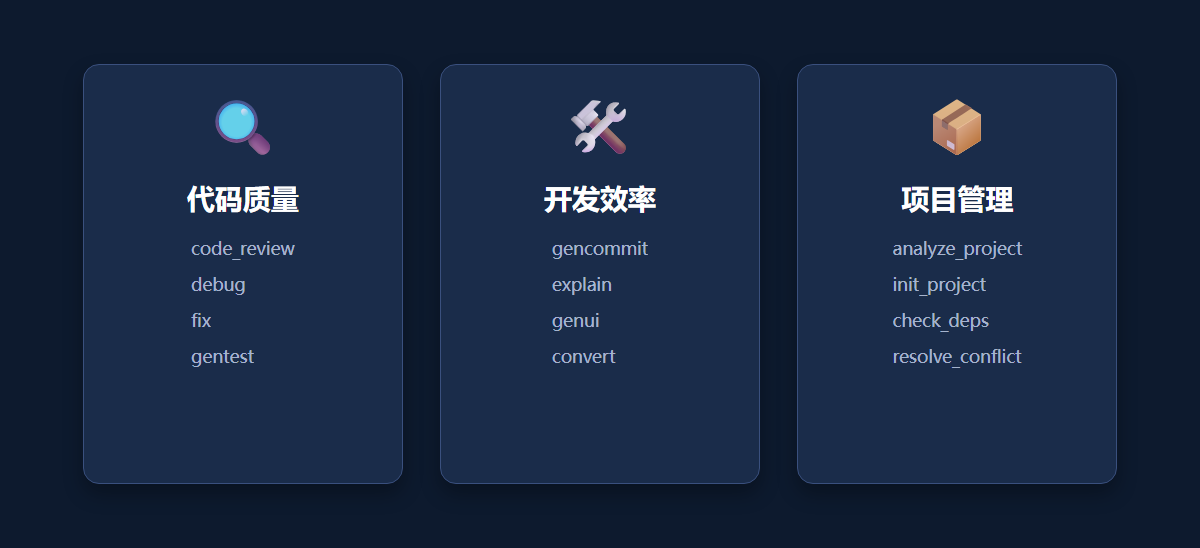 代码质量
code_review
debug
fix
gentest
开发效率
gencommit
explain
genui
convert
项目管理
analyze_project
init_project
check_deps
resolve_conflict